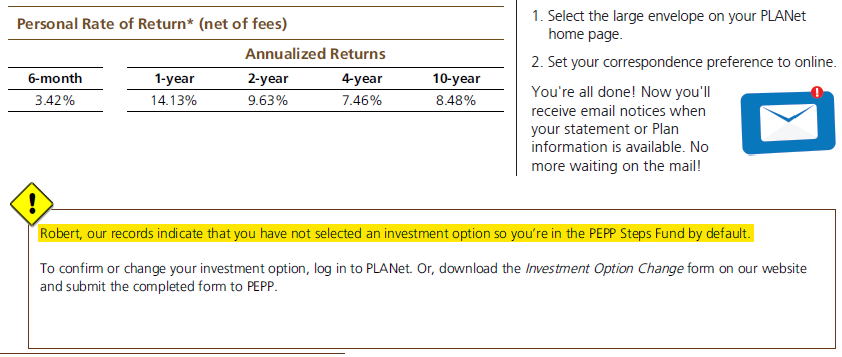 Personal Rate of Return* (net of fees)
Annualized Returns
6-month 1-year 2-year 4-year 10-year
3.42% 14.13% 9.63% 7.46% 8.48%
1. Select the large envelope on your PLANet
home page.
2. Set your correspondence preference to online.
You're all done! Now you'll
receive email notices when
your statement or Plan
information is available. No
more waiting on the mail!
!
!
Robert, our records indicate that you have not selected an investment option so you're in the PEPP Steps Fund by default.
To confirm or change your investment option, log in to PLANet. Or, download the Investment Option Change form on our website
and submit the completed form to PEPP.